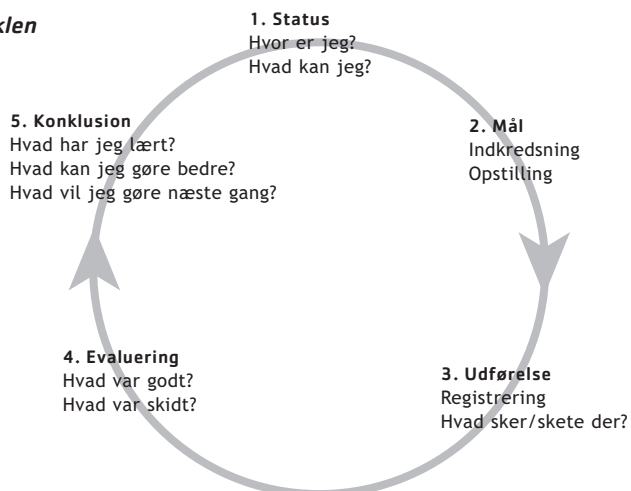 klen
1. Status
Hvor er jeg?
Hvad kan jeg?
2. Mål
Indkredsning
Opstilling
3. Udførelse
Registrering
Hvad sker/skete der?
4. Evaluering
Hvad var godt?
Hvad var skidt?
5. Konklusion
Hvad har jeg lært?
Hvad kan jeg gøre bedre?
Hvad vil jeg gøre næste gang?